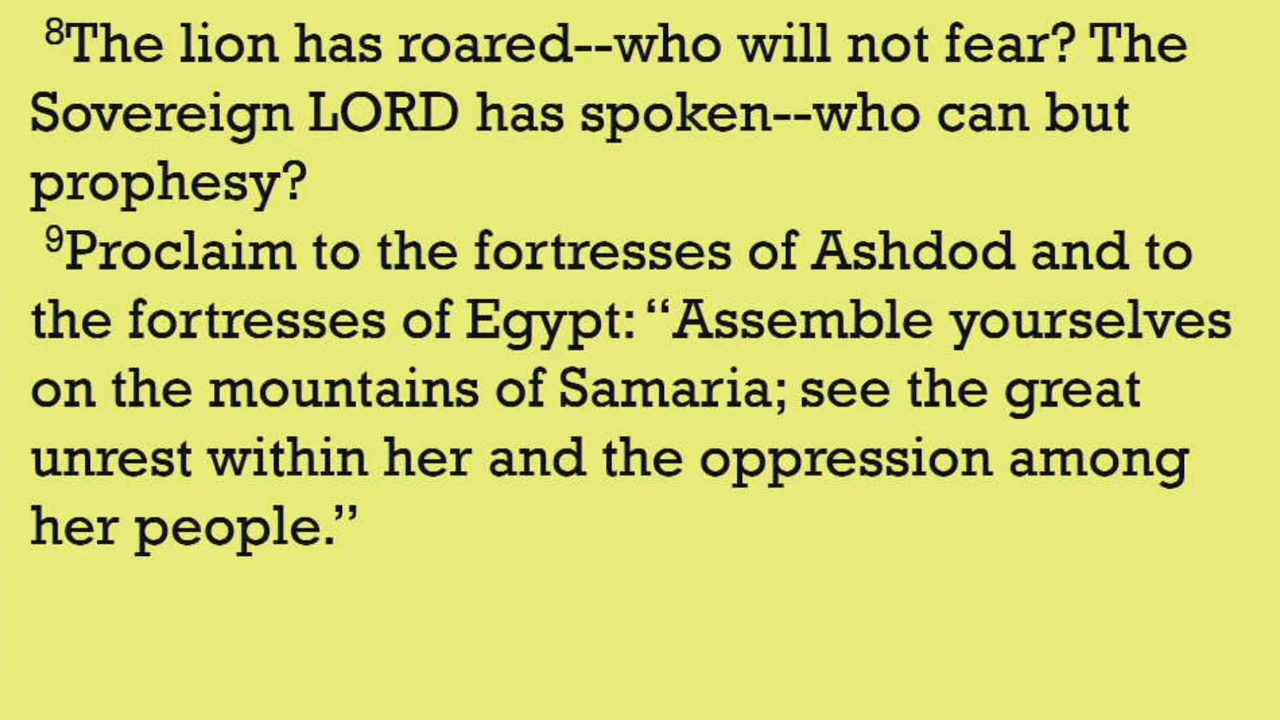 ⁸The lion has roared--who will not fear? The
Sovereign LORD has spoken--who can but
prophesy?
⁹Proclaim to the fortresses of Ashdod and to
the fortresses of Egypt: “Assemble yourselves
on the mountains of Samaria; see the great
unrest within her and the oppression among
her people.”